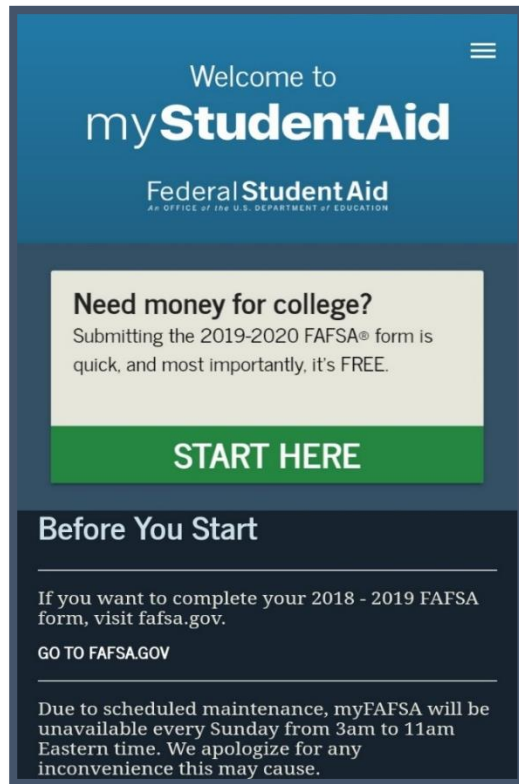 Welcome to
myStudentAid
Federal Student Aid
An OFFICE of the U.S. DEPARTMENT of EDUCATION
Need money for college?
Submitting the 2019-2020 FAFSA® form is
quick, and most importantly, it's FREE.
START HERE
Before You Start
If you want to complete your 2018 - 2019 FAFSA
form, visit fafsa.gov.
GO TO FAFSA.GOV
Due to scheduled maintenance, myFAFSA will be
unavailable every Sunday from 3am to 11am
Eastern time. We apologize for any
inconvenience this may cause.